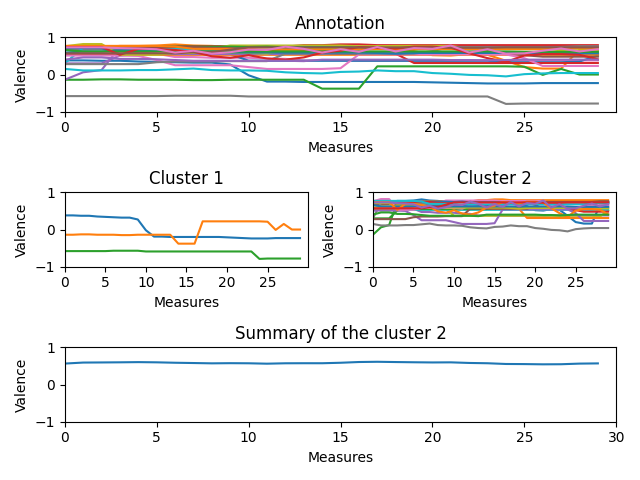 Annotation
Valence
1
0
−1
0 5 10 15 20 25
Measures
Cluster 1
Valence
1
0
−1
0 5 10 15 20 25
Measures
Cluster 2
Valence
1
0
−1
0 5 10 15 20 25
Measures
Summary of the cluster 2
Valence
1
0
−1
0 5 10 15 20 25 30
Measures